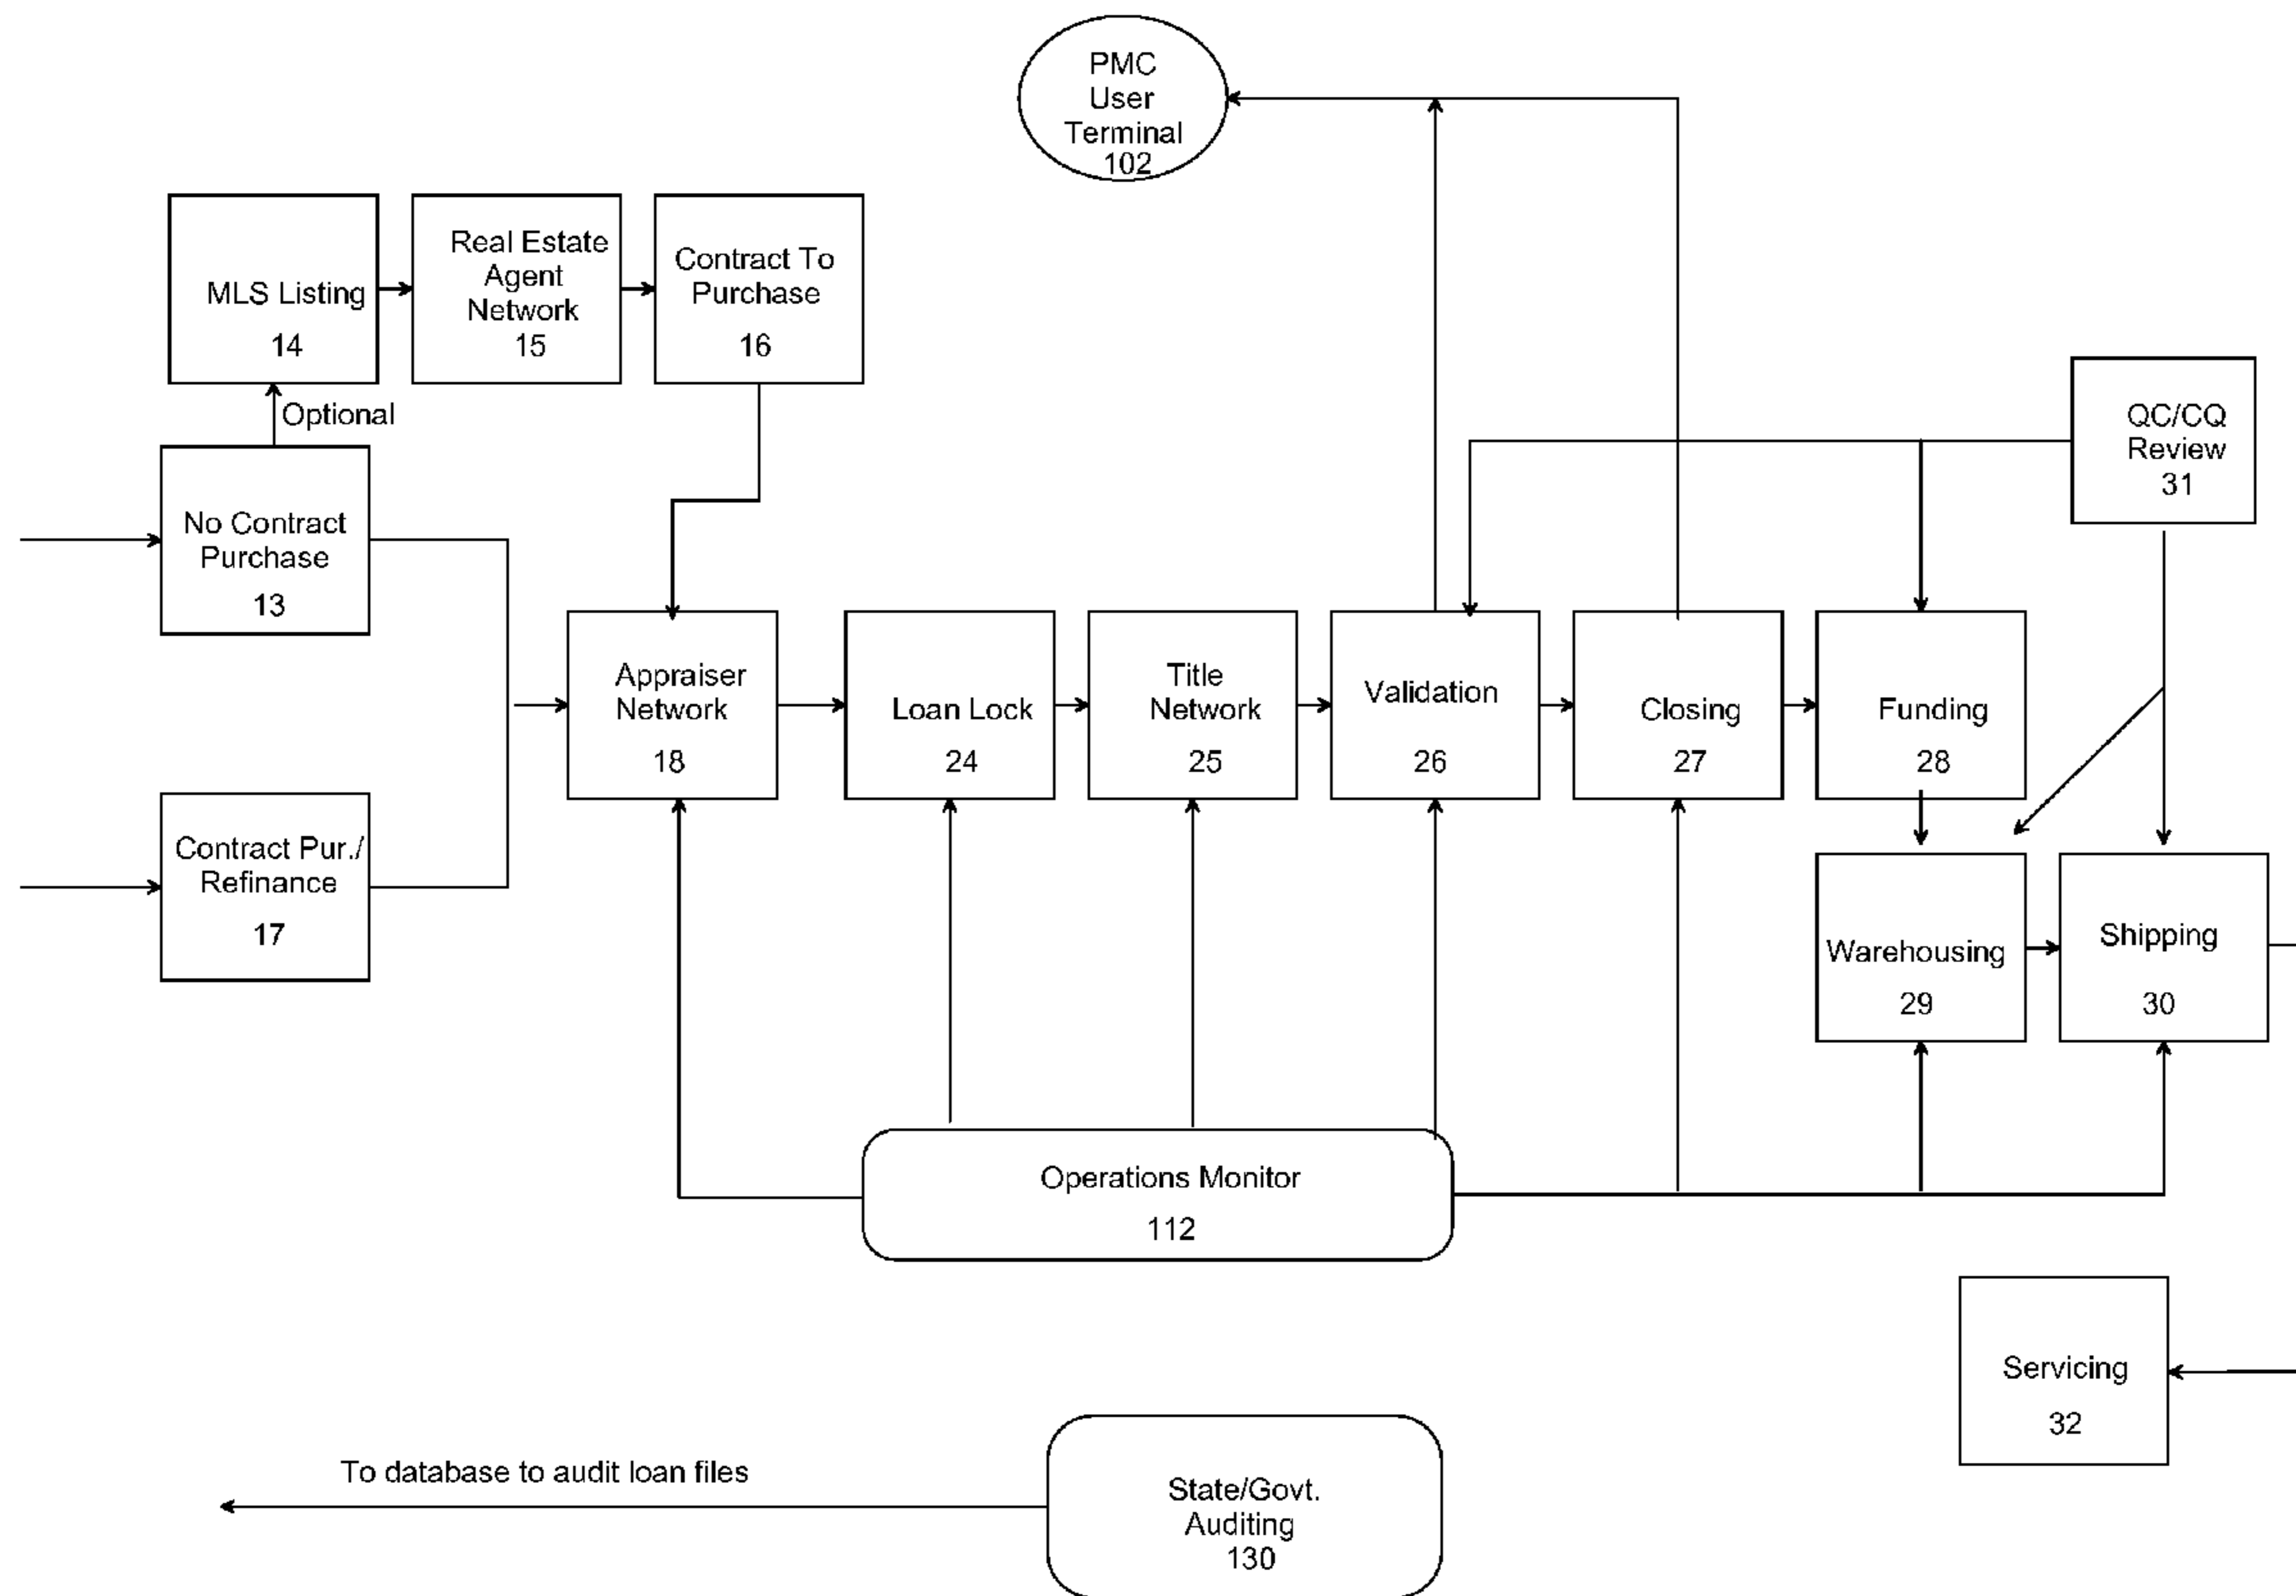 PMC
User
Terminal
102
MLS Listing
14
Real Estate
Agent
Network
15
Contract To
Purchase
16
Optional
QC/CQ
Review
31
No Contract
Purchase
13
Appraiser
Network
18
Loan Lock
24
Title
Network
25
Validation
26
Closing
27
Funding
28
Contract Pur./
Refinance
17
Warehousing
29
Shipping
30
Operations Monitor
112
Servicing
32
To database to audit loan files
State/Govt.
Auditing
130